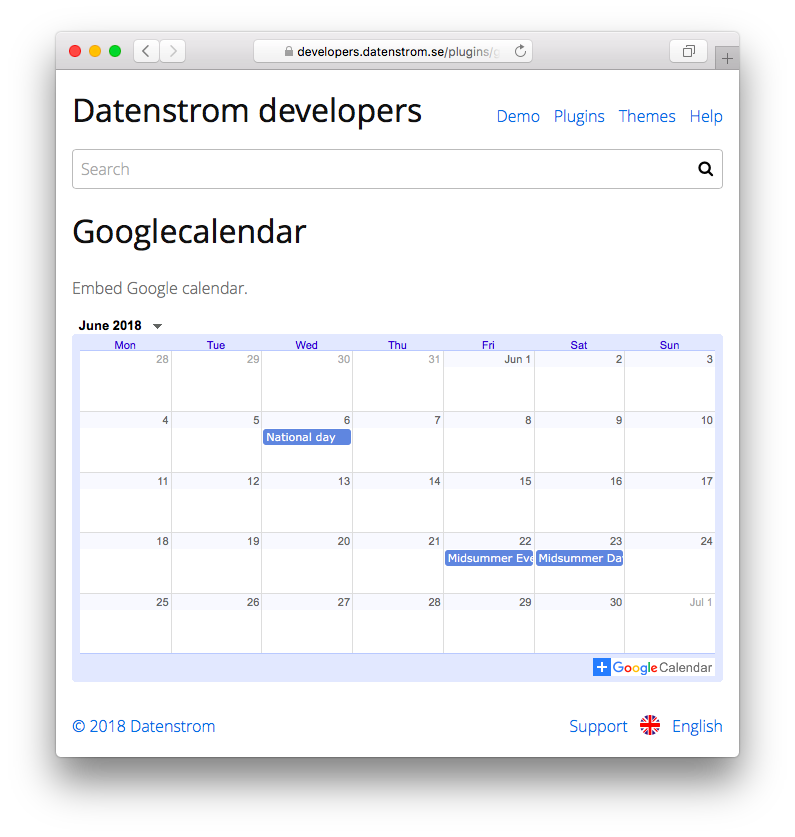 developers.datenstrom.se/plugins/g
Datenstrom developers
Demo Plugins Themes Help
Search
Googlecalendar
Embed Google calendar.
June 2018
Mon Tue Wed Thu Fri Sat Sun
28 29 30 31 Jun 1 2 3
4 5 6 7 8 9 10
National day
11 12 13 14 15 16 17
18 19 20 21 22 23 24
Midsummer Eve Midsummer Da
25 26 27 28 29 30 Jul 1
Google Calendar
© 2018 Datenstrom
Support English